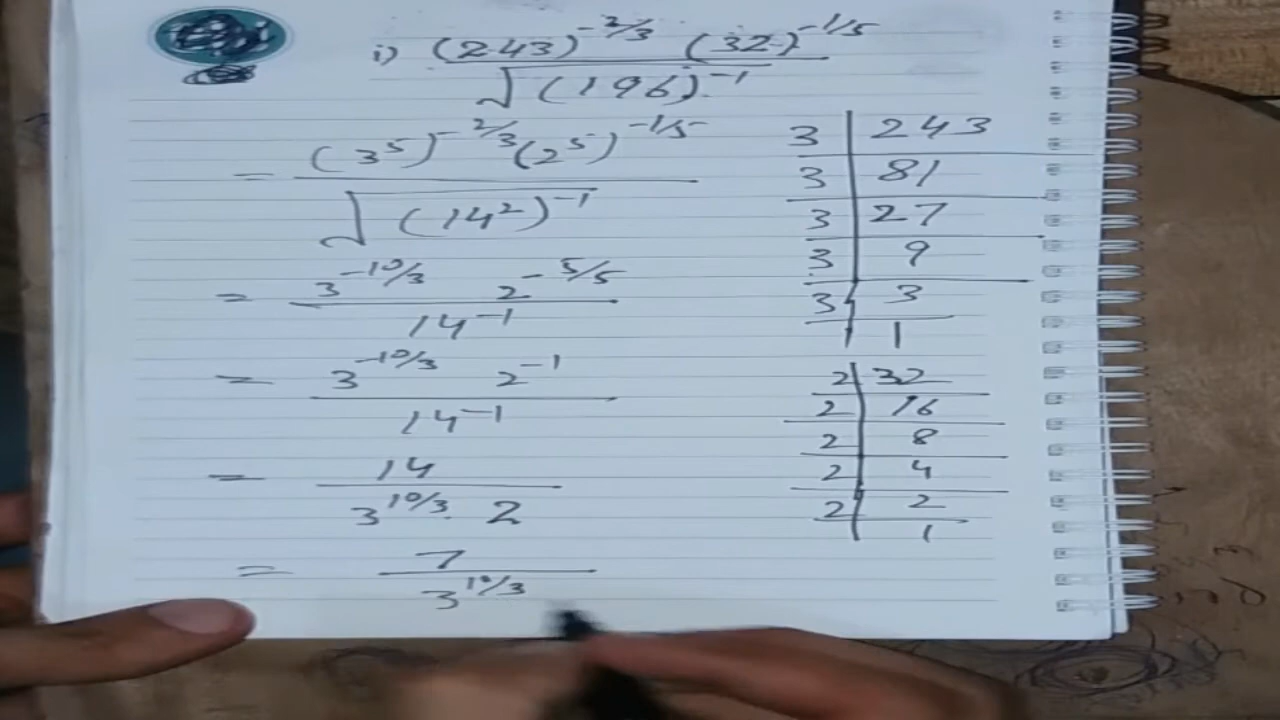 i) (243)^-2/3 (32)^-1/5
√(196)^-1
= (3^5)^-2/3 (2^5)^-1/5
√(14^2)^-1
= 3^-10/3 2^-5/5
14^-1
= 3^-10/3 2^-1
14^-1
= 14
3^10/3 . 2
= 7
3^10/3
3 | 243
3 | 81
3 | 27
3 | 9
3 | 3
1
2 | 32
2 | 16
2 | 8
2 | 4
2 | 2
1